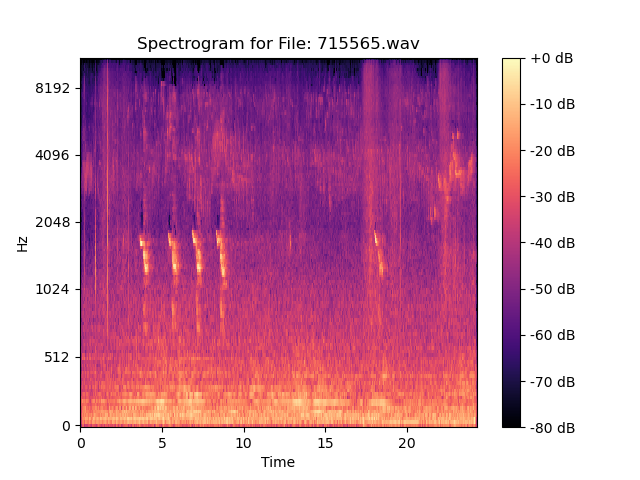 Spectrogram for File: 715565.wav
8192
4096
2048
1024
512
0
Hz
0 5 10 15 20
Time
+0 dB
-10 dB
-20 dB
-30 dB
-40 dB
-50 dB
-60 dB
-70 dB
-80 dB